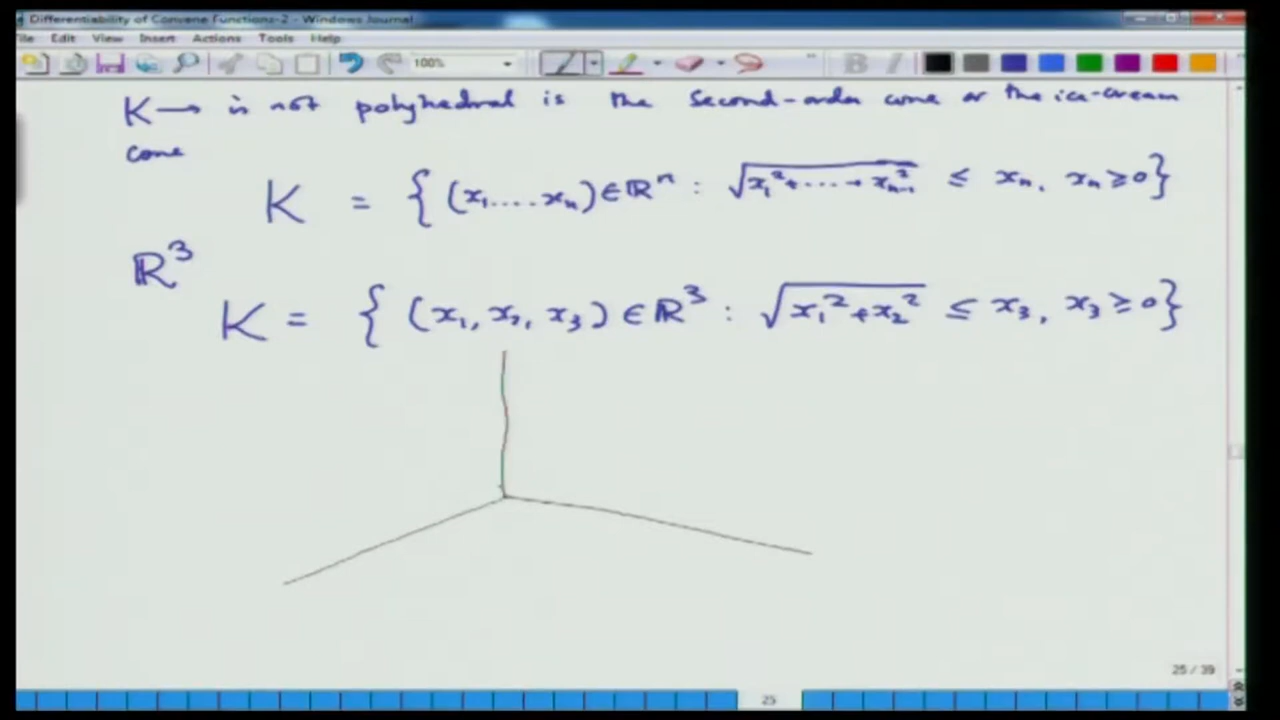 Differentiability of Convene Functions-2 - Windows Journal
File Edit View Insert Actions Tools Help
100% B I
K → is not polyhedral is the Second-order cone or the ice-cream
cone
K = { (x₁....xₙ) ∈ ℝⁿ : √x₁² + .... + xₙ₋₁² ≤ xₙ, xₙ ≥ 0 }
ℝ³
K = { (x₁, x₂, x₃) ∈ ℝ³ : √x₁² + x₂² ≤ x₃, x₃ ≥ 0 }
25 / 39
25